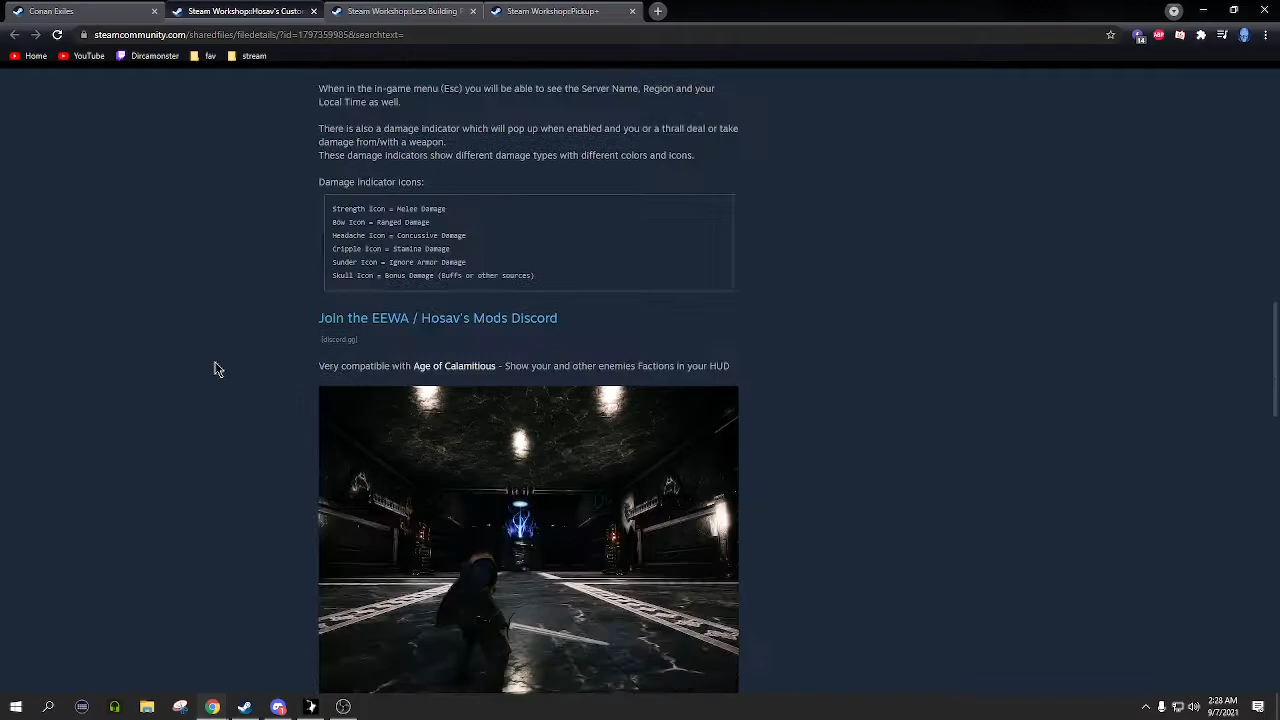 Conan Exiles
Steam Workshop::Hosav's Custo
Steam Workshop::Less Building P
Steam Workshop::Pickup+
steamcommunity.com/sharedfiles/filedetails/?id=1797359985&searchtext=
Home
YouTube
Dircamonster
fav
stream
When in the in-game menu (Esc) you will be able to see the Server Name, Region and your
Local Time as well.
There is also a damage indicator which will pop up when enabled and you or a thrall deal or take
damage from/with a weapon.
These damage indicators show different damage types with different colors and icons.
Damage indicator icons:
Strength Icon = Melee Damage
Bow Icon = Ranged Damage
Headache Icon = Concussive Damage
Cripple Icon = Stamina Damage
Sunder Icon = Ignore Armor Damage
Skull Icon = Bonus Damage (Buffs or other sources)
Join the EEWA / Hosav's Mods Discord
[discord.gg]
Very compatible with Age of Calamitious - Show your and other enemies Factions in your HUD
2:28 AM
9/7/2021